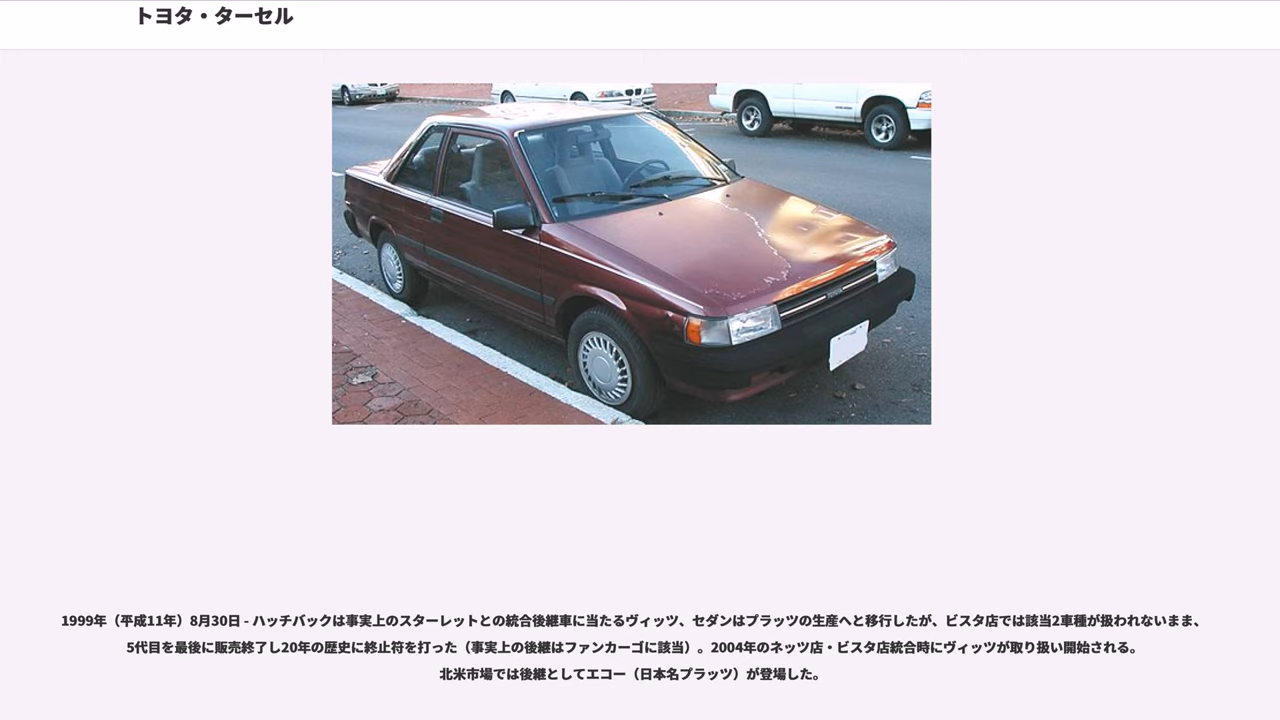 トヨタ・ターセル
TOYOTA
1999年（平成11年）8月30日 - ハッチバックは事実上のスターレットとの統合後継車に当たるヴィッツ、セダンはプラッツの生産へと移行したが、ビスタ店では該当2車種が扱われないまま、
5代目を最後に販売終了し20年の歴史に終止符を打った（事実上の後継はファンカーゴに該当）。2004年のネッツ店・ビスタ店統合時にヴィッツが取り扱い開始される。
北米市場では後継としてエコー（日本名プラッツ）が登場した。